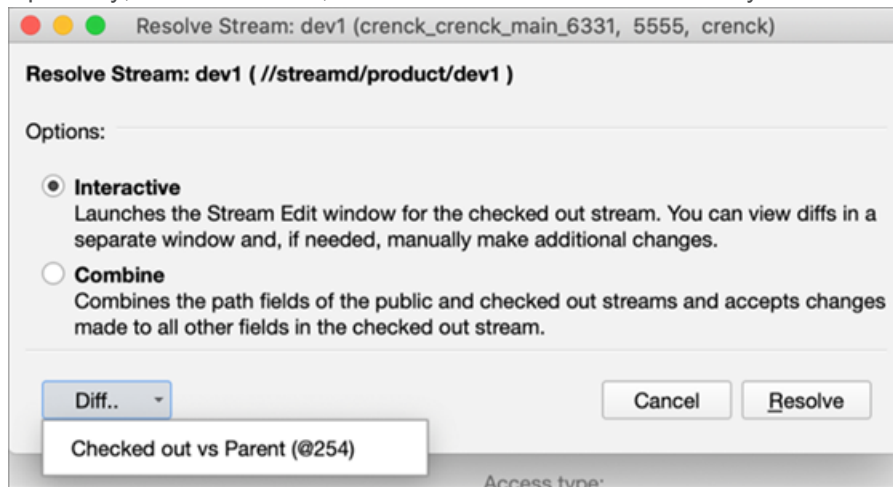 Resolve Stream: dev1 (crenck_crenck_main_6331, 5555, crenck)
Resolve Stream: dev1 ( //streamd/product/dev1 )
Options:
Interactive
Launches the Stream Edit window for the checked out stream. You can view diffs in a
separate window and, if needed, manually make additional changes.
Combine
Combines the path fields of the public and checked out streams and accepts changes
made to all other fields in the checked out stream.
Diff..
Cancel
Resolve
Checked out vs Parent (@254)
Access type: